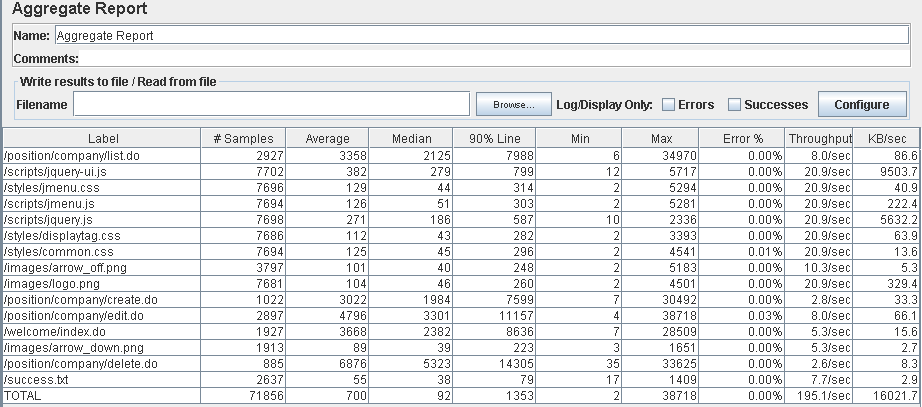 Aggregate Report
Name: Aggregate Report
Comments:
Write results to file / Read from file
Filename Browse... Log/Display Only: Errors Successes Configure
Label # Samples Average Median 90% Line Min Max Error % Throughput KB/sec
/position/company/list.do 2927 3358 2125 7988 6 34970 0.00% 8.0/sec 86.6
/scripts/jquery-ui.js 7702 382 279 799 12 5717 0.00% 20.9/sec 9503.7
/styles/jmenu.css 7696 129 44 314 2 5294 0.00% 20.9/sec 40.9
/scripts/jmenu.js 7694 126 51 303 2 5281 0.00% 20.9/sec 222.4
/scripts/jquery.js 7698 271 186 587 10 2336 0.00% 20.9/sec 5632.2
/styles/displaytag.css 7686 112 43 282 2 3393 0.00% 20.9/sec 63.9
/styles/common.css 7694 125 45 296 2 4541 0.01% 20.9/sec 13.6
/images/arrow_off.png 3797 101 40 248 2 5183 0.00% 10.3/sec 5.3
/images/logo.png 7681 104 46 260 2 4501 0.00% 20.9/sec 329.4
/position/company/create.do 1022 3022 1984 7599 7 30492 0.00% 2.8/sec 33.3
/position/company/edit.do 2897 4796 3301 11157 4 38718 0.03% 8.0/sec 66.1
/welcome/index.do 1927 3668 2382 8636 7 28509 0.00% 5.3/sec 15.6
/images/arrow_down.png 1913 89 39 223 3 1651 0.00% 5.3/sec 2.7
/position/company/delete.do 885 6876 5323 14305 35 33625 0.00% 2.6/sec 8.3
/success.txt 2637 55 38 79 17 1409 0.00% 7.7/sec 2.9
TOTAL 71856 700 92 1353 2 38718 0.00% 195.1/sec 16021.7